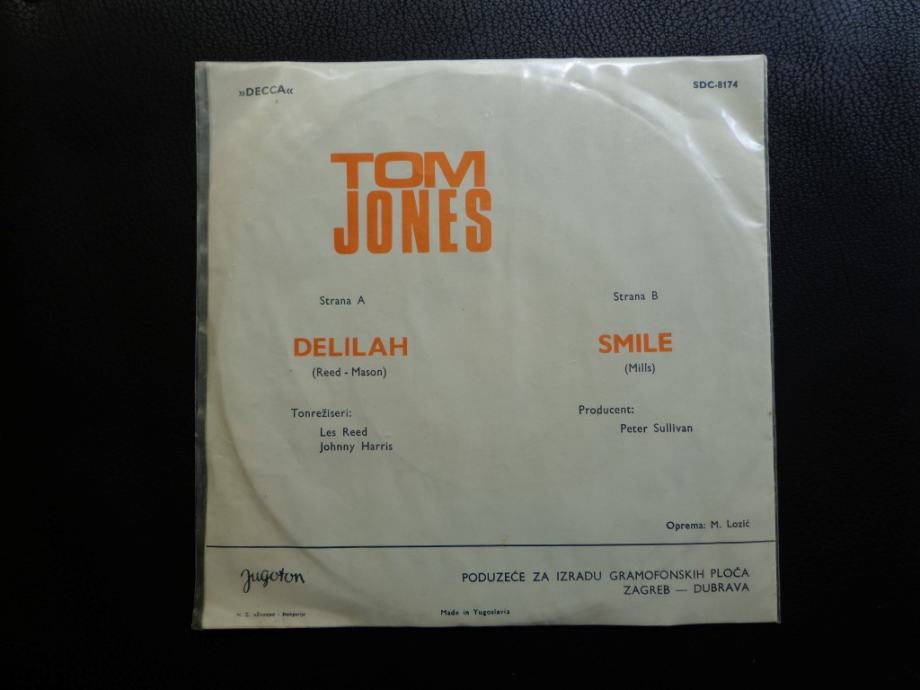 »DECCA«
SDC-8174
TOM
JONES
Strana A
DELILAH
(Reed - Mason)
Tonrežiseri:
Les Reed
Johnny Harris
Strana B
SMILE
(Mills)
Producent:
Peter Sullivan
Oprema: M. Lozić
Jugoton
PODUZEĆE ZA IZRADU GRAMOFONSKIH PLOČA
ZAGREB — DUBRAVA
Made in Yugoslavia